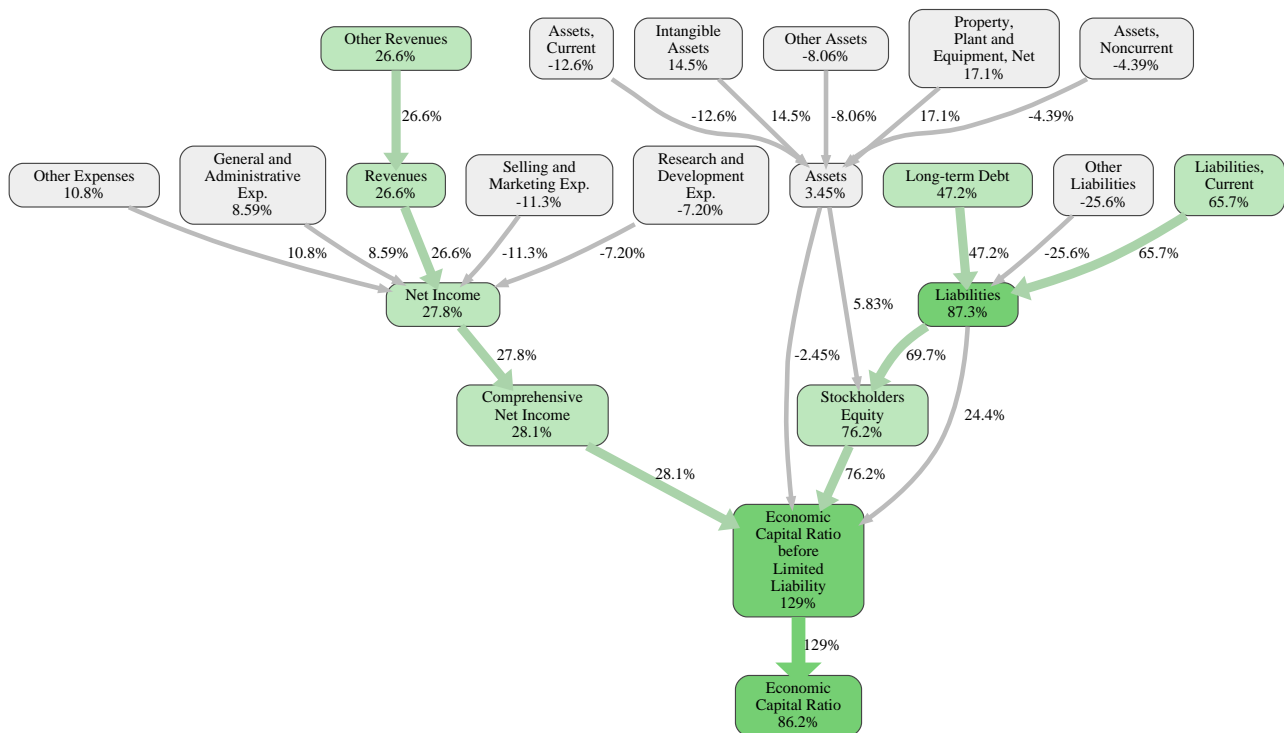 Other Revenues
26.6%
Assets,
Current
-12.6%
Intangible
Assets
14.5%
Other Assets
-8.06%
Property,
Plant and
Equipment, Net
17.1%
Assets,
Noncurrent
-4.39%
26.6%
-12.6%
14.5%
-8.06%
17.1%
-4.39%
Other Expenses
10.8%
General and
Administrative
Exp.
8.59%
Revenues
26.6%
Selling and
Marketing Exp.
-11.3%
Research and
Development
Exp.
-7.20%
Assets
3.45%
Long-term Debt
47.2%
Other
Liabilities
-25.6%
Liabilities,
Current
65.7%
10.8%
8.59%
26.6%
-11.3%
-7.20%
47.2%
-25.6%
65.7%
Net Income
27.8%
5.83%
Liabilities
87.3%
27.8%
-2.45%
69.7%
Comprehensive
Net Income
28.1%
Stockholders
Equity
76.2%
24.4%
28.1%
76.2%
Economic
Capital Ratio
before
Limited
Liability
129%
129%
Economic
Capital Ratio
86.2%